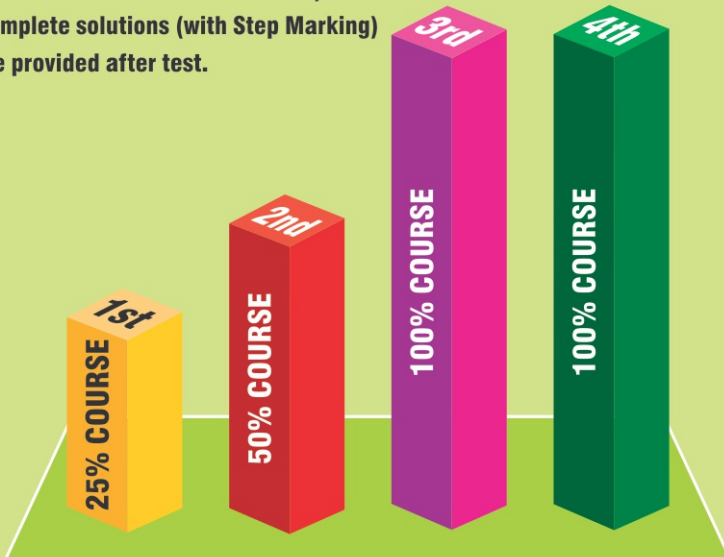 mplete solutions (with Step Marking)
e provided after test.
1st
25% COURSE
2nd
50% COURSE
3rd
100% COURSE
4th
100% COURSE